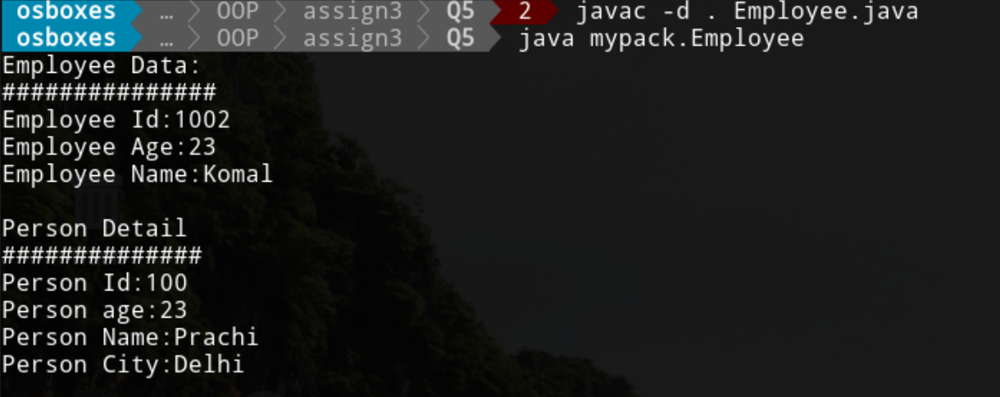 osboxes … OOP assign3 Q5 2 javac -d . Employee.java
osboxes … OOP assign3 Q5 java mypack.Employee
Employee Data:
###############
Employee Id:1002
Employee Age:23
Employee Name:Komal
Person Detail
##############
Person Id:100
Person age:23
Person Name:Prachi
Person City:Delhi